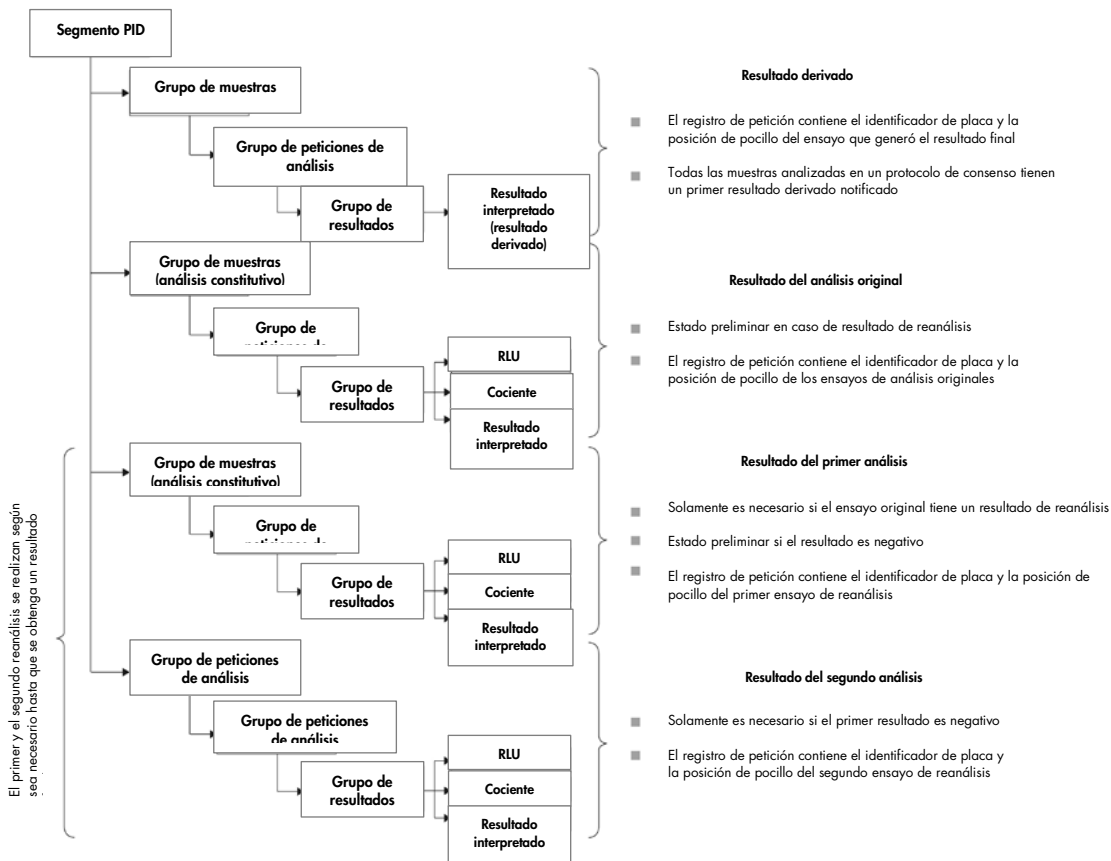 Segmento PID
Grupo de muestras
Grupo de peticiones de
análisis
Grupo de
resultados
Resultado
interpretado
(resultado
derivado)
Resultado derivado
El registro de petición contiene el identificador de placa y la
posición de pocillo del ensayo que generó el resultado final
Todas las muestras analizadas en un protocolo de consenso tienen
un primer resultado derivado notificado
Grupo de muestras
(análisis constitutivo)
Grupo de
Grupo de
resultados
RLU
Cociente
Resultado
interpretado
Resultado del análisis original
Estado preliminar en caso de resultado de reanálisis
El registro de petición contiene el identificador de placa y la
posición de pocillo de los ensayos de análisis originales
Grupo de muestras
(análisis constitutivo)
Grupo de
Grupo de
resultados
RLU
Cociente
Resultado
interpretado
Resultado del primer análisis
Solamente es necesario si el ensayo original tiene un resultado de reanálisis
Estado preliminar si el resultado es negativo
El registro de petición contiene el identificador de placa y la posición de
pocillo del primer ensayo de reanálisis
Grupo de peticiones
de análisis
Grupo de peticiones
de análisis
Grupo de
resultados
RLU
Cociente
Resultado
interpretado
Resultado del segundo análisis
Solamente es necesario si el primer resultado es negativo
El registro de petición contiene el identificador de placa y
la posición de pocillo del segundo ensayo de reanálisis
El primer y el segundo reanálisis se realizan según
sea necesario hasta que se obtenga un resultado